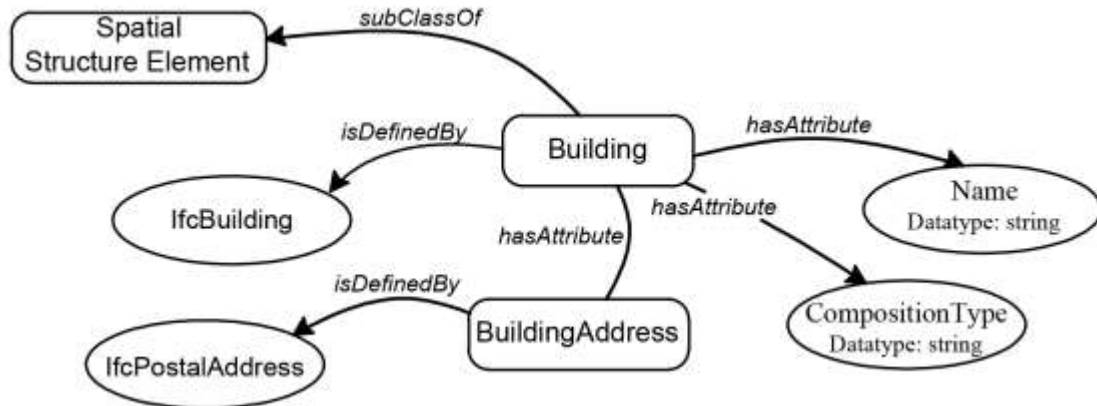 subClassOf
Spatial
Structure Element
hasAttribute
isDefinedBy
Building
Name
Datatype: string
hasAttribute
IfcBuilding
hasAttribute
isDefinedBy
CompositionType
Datatype: string
BuildingAddress
IfcPostalAddress